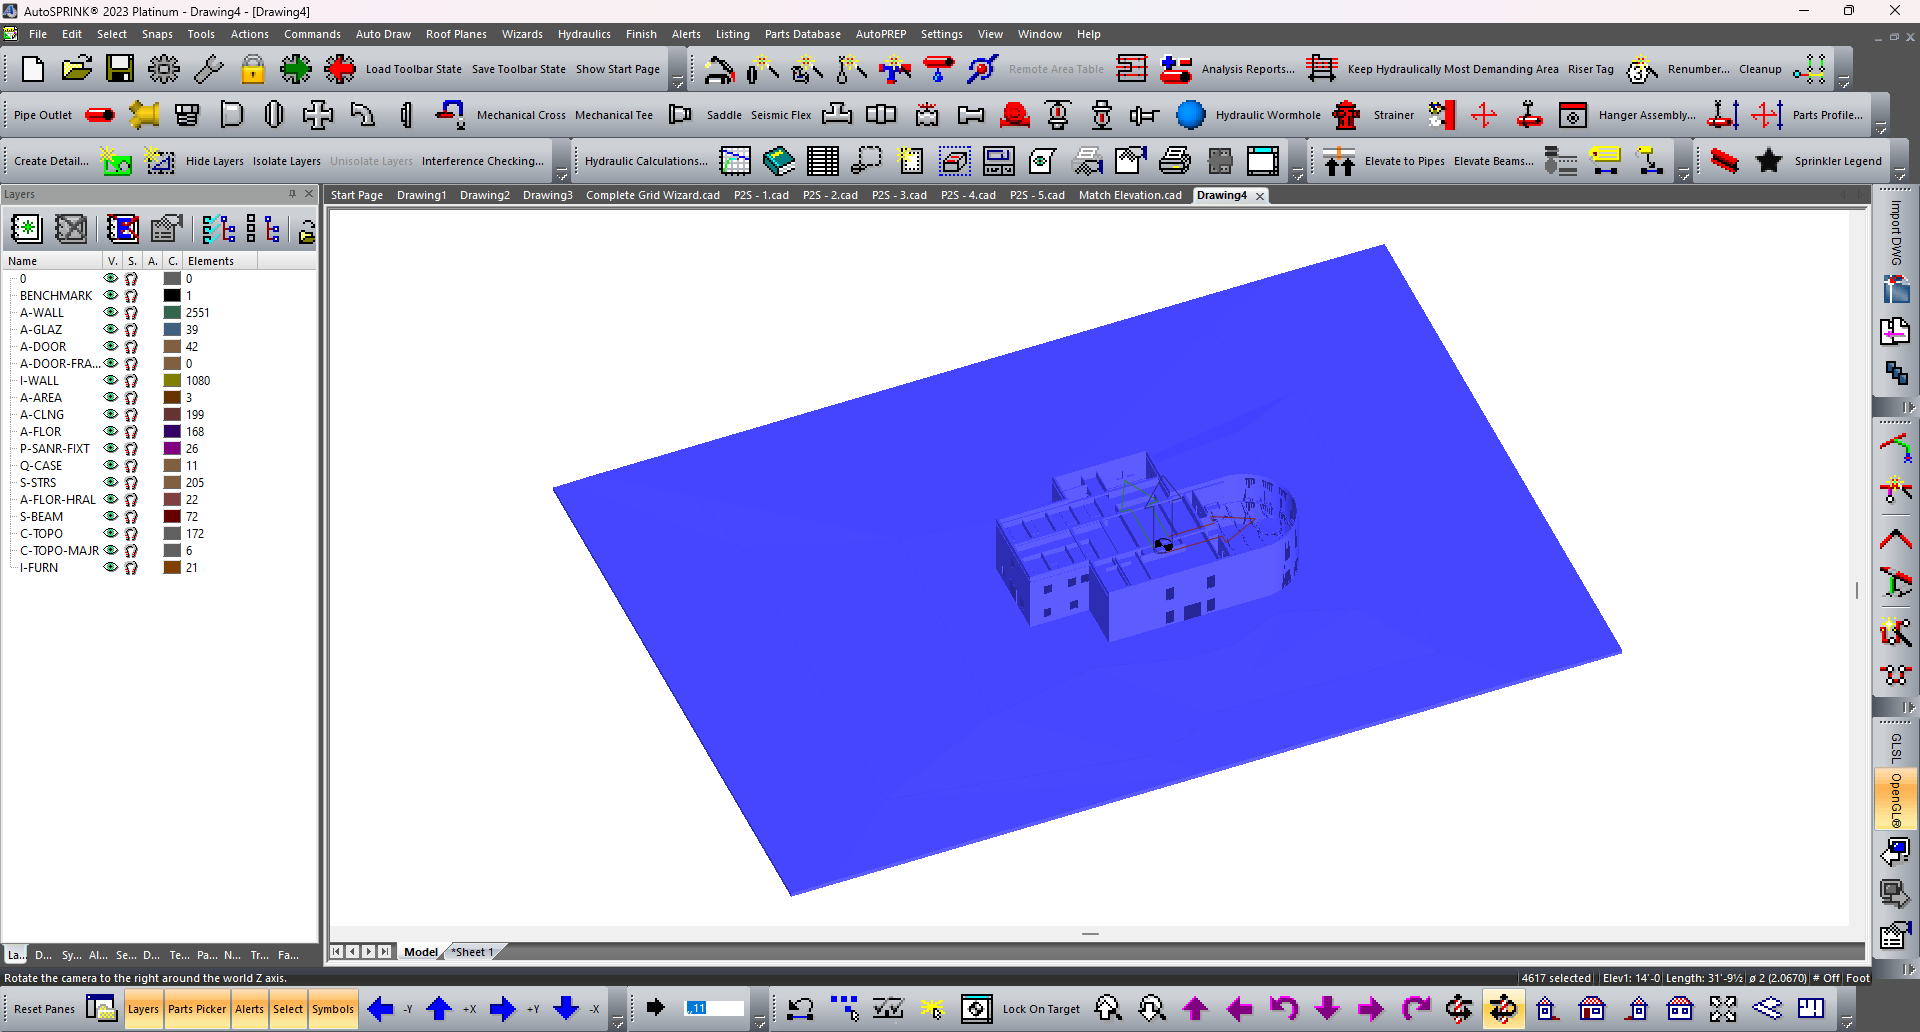 AutoSPRINK® 2023 Platinum - Drawing4 - [Drawing4]
File Edit Select Snaps Tools Actions Commands Auto Draw Roof Planes Wizards Hydraulics Finish Alerts Listing Parts Database AutoPREP Settings View Window Help
Load Toolbar State Save Toolbar State Show Start Page Remote Area Table Analysis Reports... Keep Hydraulically Most Demanding Area Riser Tag Renumber... Cleanup
Pipe Outlet Mechanical Cross Mechanical Tee Saddle Seismic Flex Hydraulic Wormhole Strainer Hanger Assembly... Parts Profile...
Create Detail... Hide Layers Isolate Layers Unisolate Layers Interference Checking... Hydraulic Calculations... Elevate to Pipes Elevate Beams... Sprinkler Legend
Layers
Start Page Drawing1 Drawing2 Drawing3 Complete Grid Wizard.cad P2S - 1.cad P2S - 2.cad P2S - 3.cad P2S - 4.cad P2S - 5.cad Match Elevation.cad Drawing4
Name V. S. A. C. Elements
0 0
BENCHMARK 1
A-WALL 2551
A-GLAZ 39
A-DOOR 42
A-DOOR-FRA... 0
I-WALL 1080
A-AREA 3
A-CLNG 199
A-FLOR 168
P-SANR-FIXT 26
Q-CASE 11
S-STRS 205
A-FLOR-HRAL 22
S-BEAM 72
C-TOPO 172
C-TOPO-MAJR 6
I-FURN 21
Import DWG
GLSL
OpenGL®
La... D... Sy... Al... Se... D... Te... Pa... N... Tr... Fa...
Model *Sheet 1
Rotate the camera to the right around the world Z axis.
4617 selected Elev1: 14'-0 Length: 31'-9½ ø 2 (2.0670) # Off Foot
Reset Panes Layers Parts Picker Alerts Select Symbols -Y +X +Y -X ,,11 Lock On Target